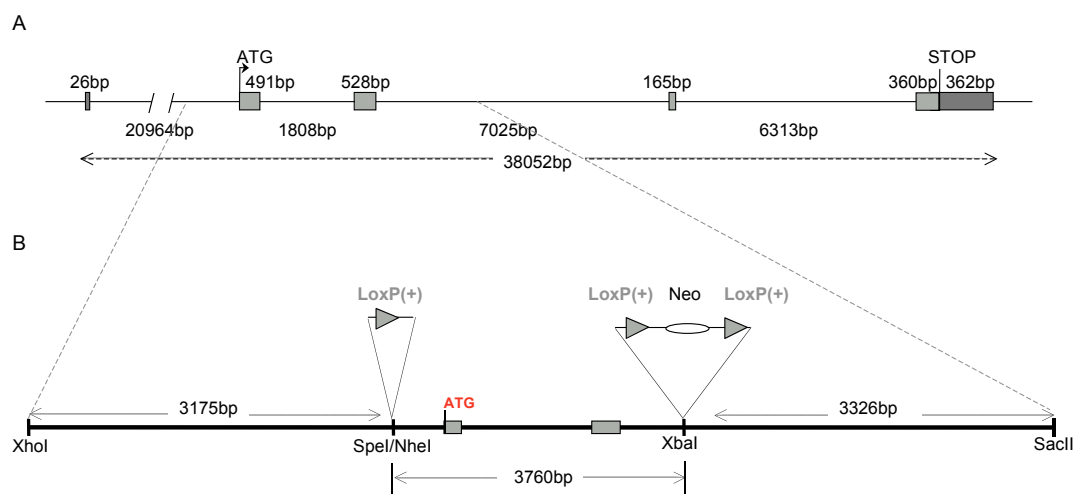 A
ATG
STOP
26bp
491bp
528bp
165bp
360bp
362bp
20964bp
1808bp
7025bp
6313bp
38052bp
B
LoxP(+)
LoxP(+)
Neo
LoxP(+)
3175bp
ATG
3326bp
XhoI
SpeI/NheI
XbaI
SacII
3760bp